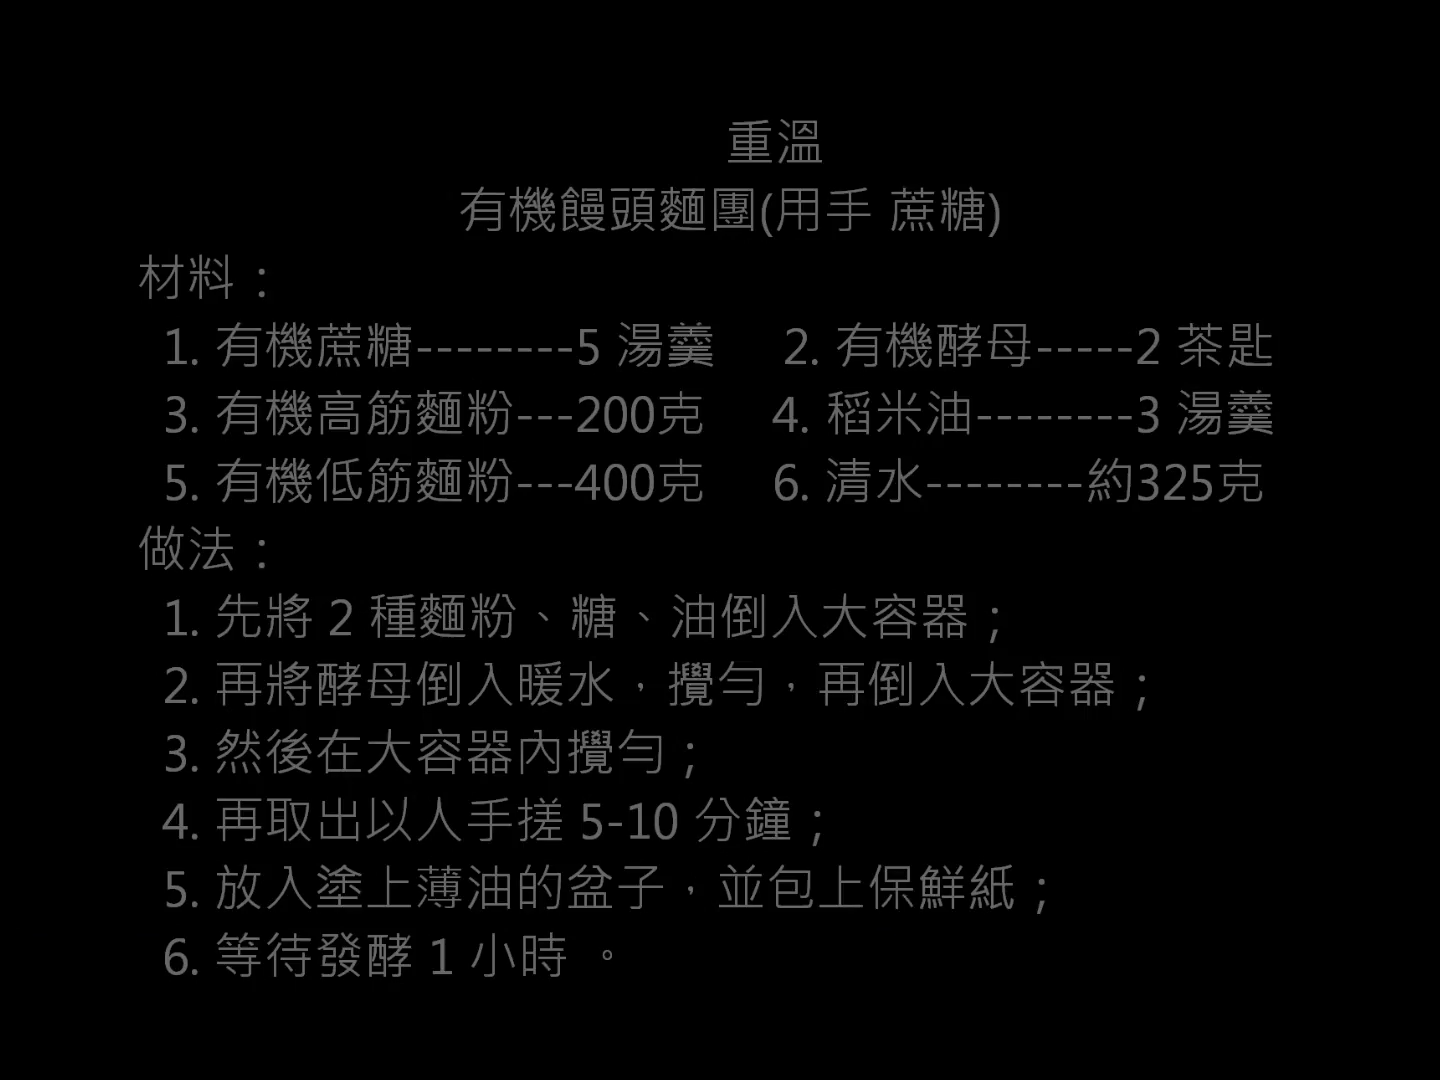 重溫
有機饅頭麵團(用手 蔗糖)
材料：
1. 有機蔗糖--------5 湯羹 2. 有機酵母-----2 茶匙
3. 有機高筋麵粉---200克 4. 稻米油--------3 湯羹
5. 有機低筋麵粉---400克 6. 清水--------約325克
做法：
1. 先將 2 種麵粉、糖、油倒入大容器；
2. 再將酵母倒入暖水，攪勻，再倒入大容器；
3. 然後在大容器內攪勻；
4. 再取出以人手搓 5-10 分鐘；
5. 放入塗上薄油的盆子，並包上保鮮紙；
6. 等待發酵 1 小時 。